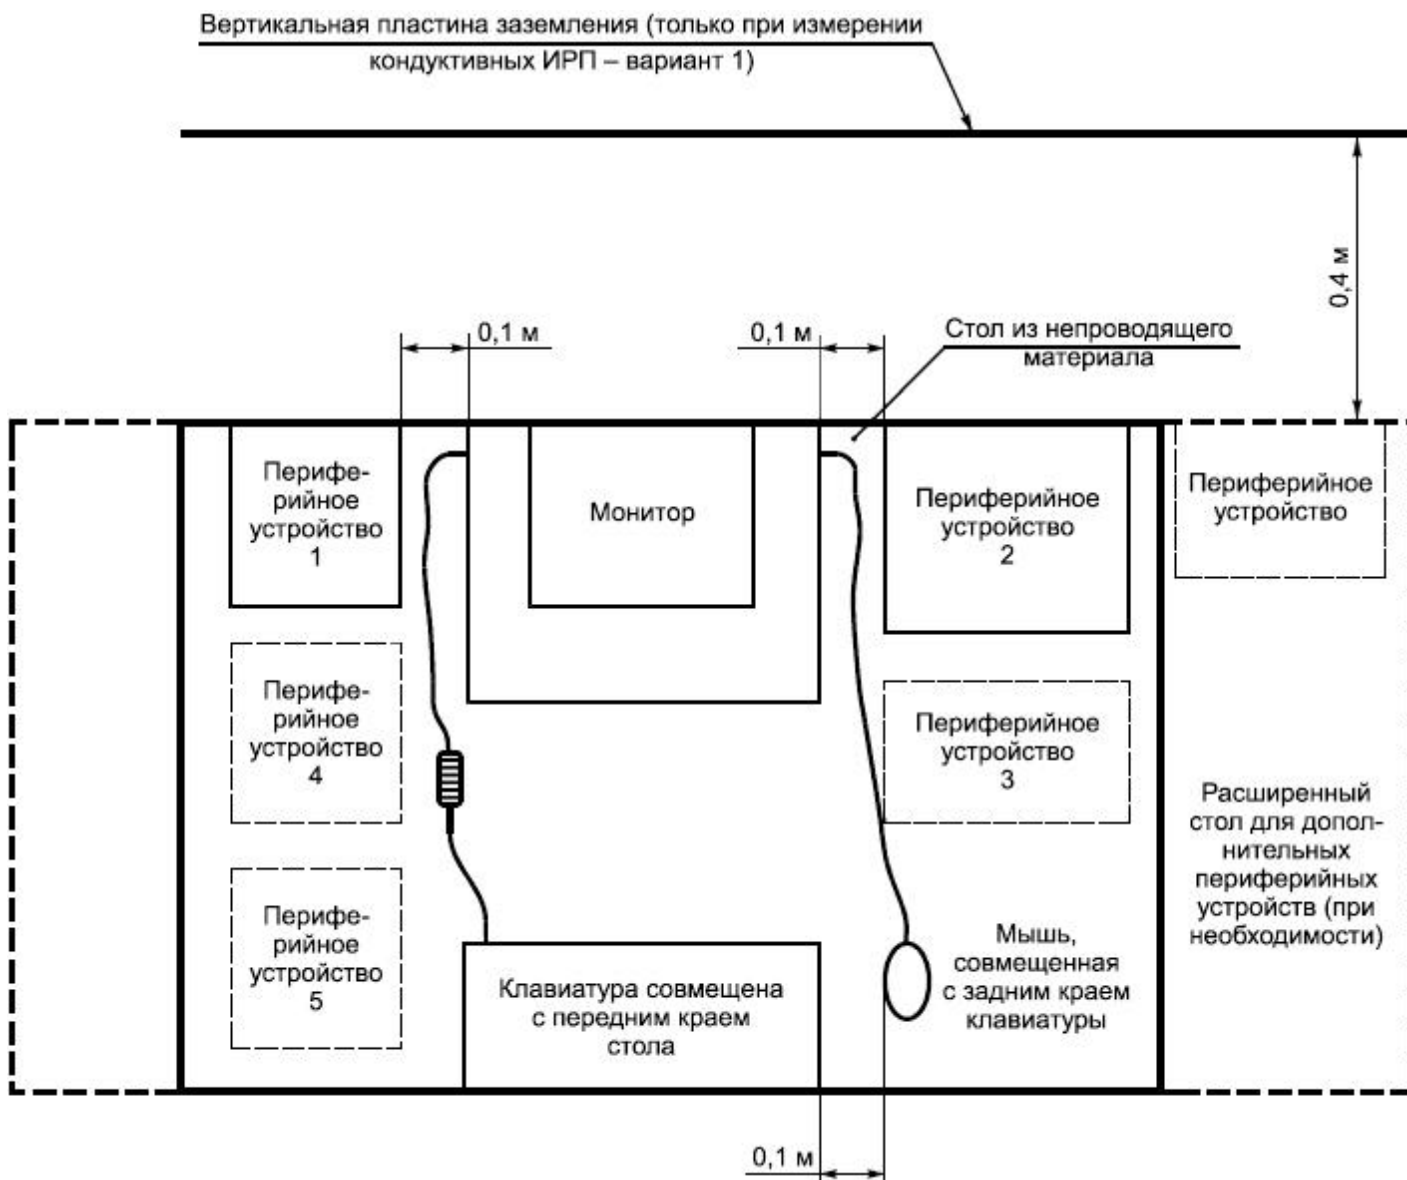 Вертикальная пластина заземления (только при измерении
кондуктивных ИРП – вариант 1)
0,4 м
0,1 м
0,1 м
Стол из непроводящего
материала
Перифе-
рийное
устройство
1
Монитор
Периферийное
устройство
2
Периферийное
устройство
Перифе-
рийное
устройство
4
Периферийное
устройство
3
Расширенный
стол для допол-
нительных
периферийных
устройств (при
необходимости)
Перифе-
рийное
устройство
5
Клавиатура совмещена
с передним краем
стола
Мышь,
совмещенная
с задним краем
клавиатуры
0,1 м